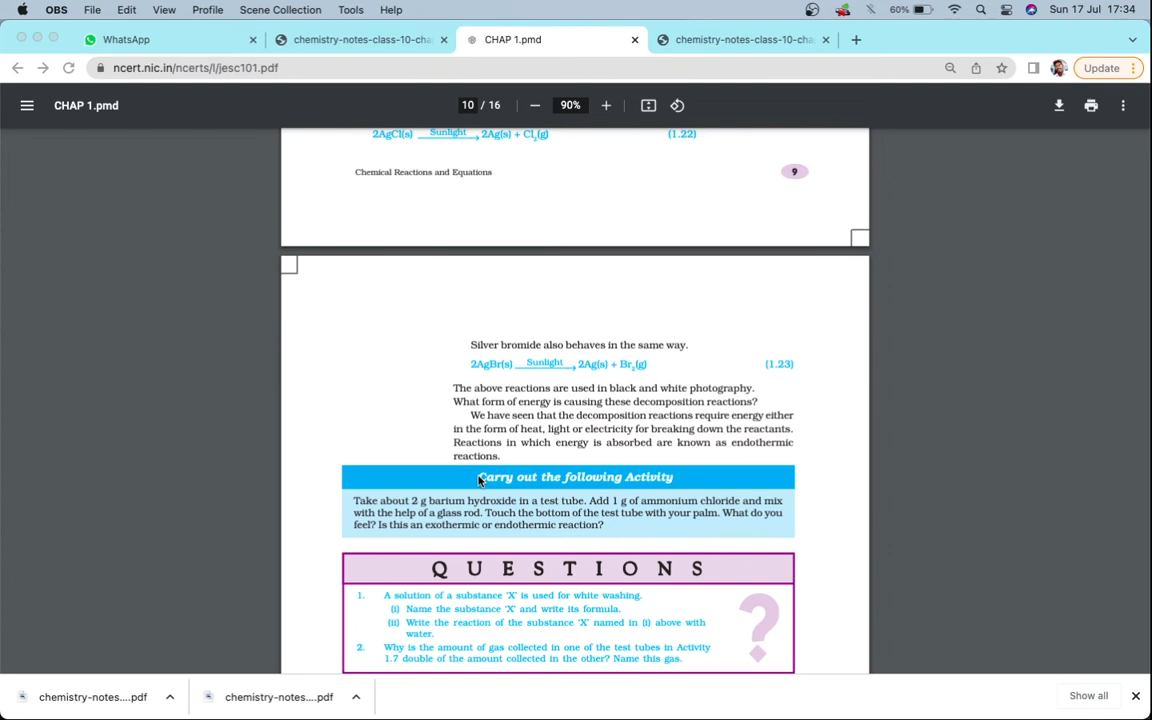 OBS File Edit View Profile Scene Collection Tools Help 60% Sun 17 Jul 17:34
WhatsApp chemistry-notes-class-10-cha CHAP 1.pmd chemistry-notes-class-10-cha
ncert.nic.in/ncerts/l/jesc101.pdf Update
CHAP 1.pmd 10 / 16 90%
2AgCl(s) Sunlight 2Ag(s) + Cl2(g) (1.22)
Chemical Reactions and Equations 9
Silver bromide also behaves in the same way.
2AgBr(s) Sunlight 2Ag(s) + Br2(g) (1.23)
The above reactions are used in black and white photography.
What form of energy is causing these decomposition reactions?
We have seen that the decomposition reactions require energy either
in the form of heat, light or electricity for breaking down the reactants.
Reactions in which energy is absorbed are known as endothermic
reactions.
Carry out the following Activity
Take about 2 g barium hydroxide in a test tube. Add 1 g of ammonium chloride and mix
with the help of a glass rod. Touch the bottom of the test tube with your palm. What do you
feel? Is this an exothermic or endothermic reaction?
QUESTIONS
1. A solution of a substance 'X' is used for white washing.
(i) Name the substance 'X' and write its formula.
(ii) Write the reaction of the substance 'X' named in (i) above with
water.
2. Why is the amount of gas collected in one of the test tubes in Activity
1.7 double of the amount collected in the other? Name this gas.
?
chemistry-notes....pdf chemistry-notes....pdf Show all